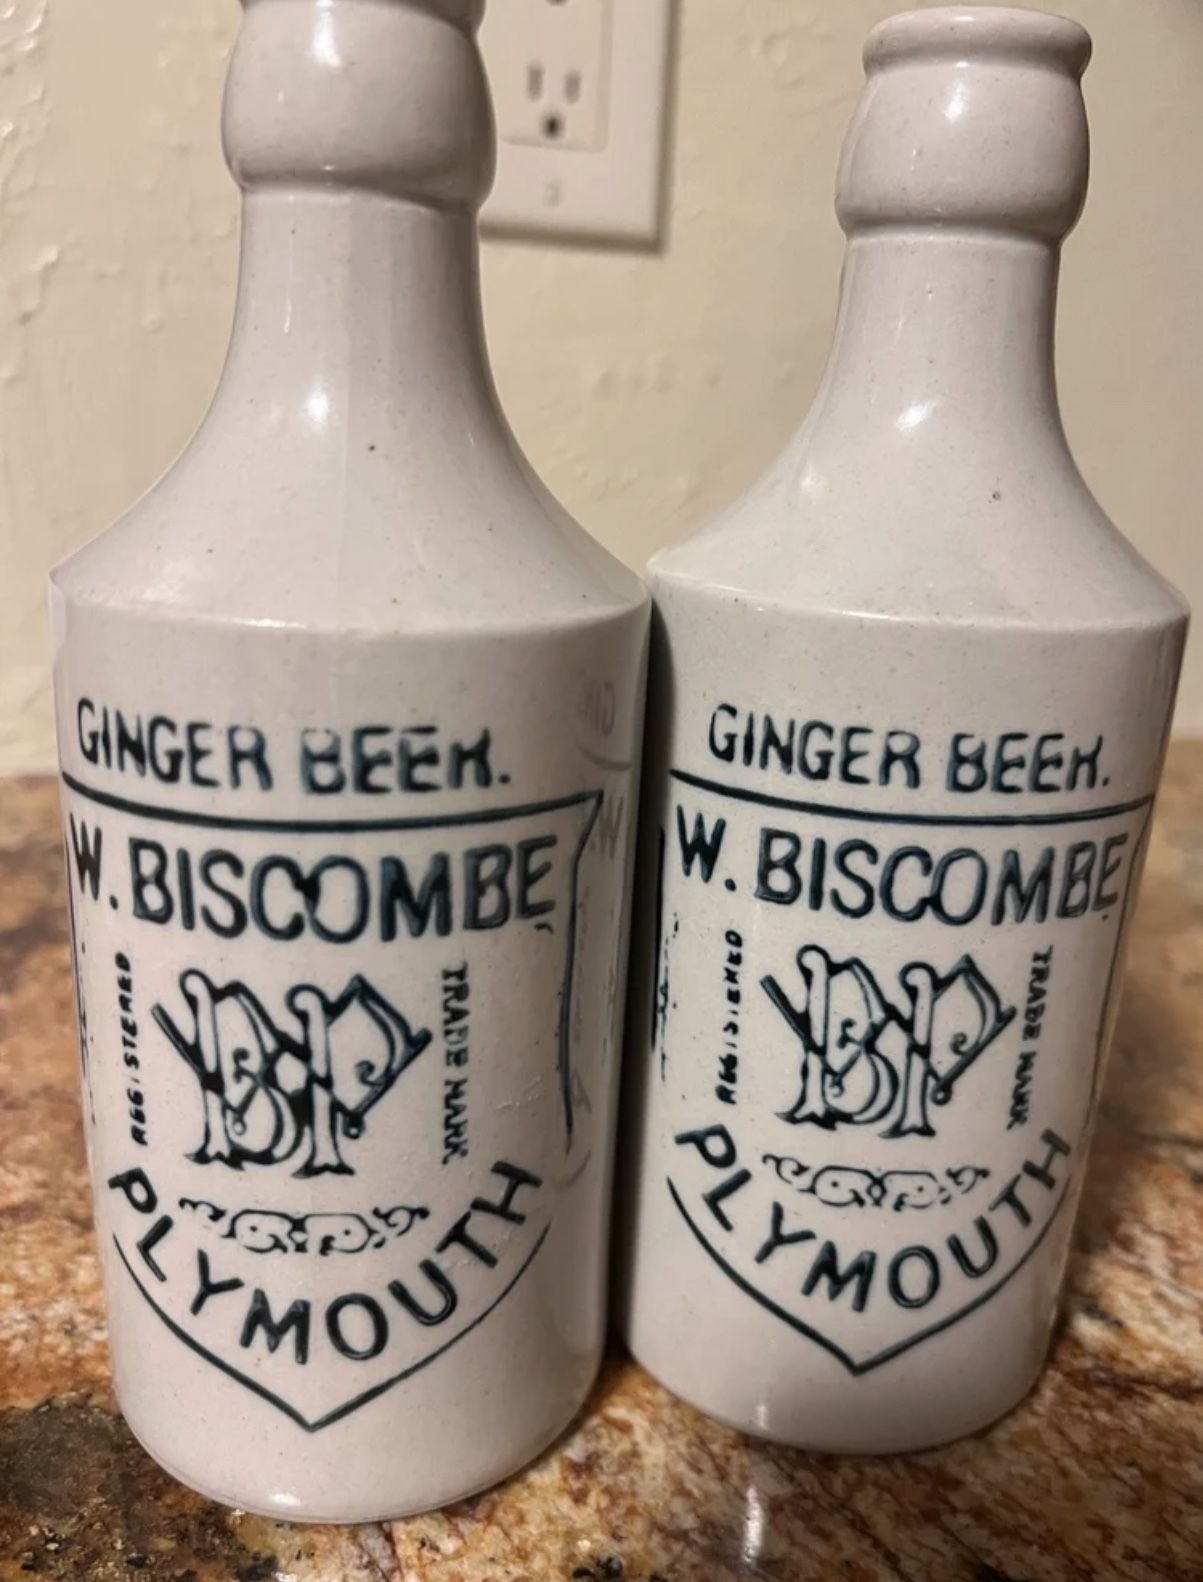 GINGER BEER.
W. BISCOMBE,
REGISTERED
BP
TRADE MARK
PLYMOUTH
GINGER BEER.
W. BISCOMBE,
REGISTERED
BP
TRADE MARK
PLYMOUTH